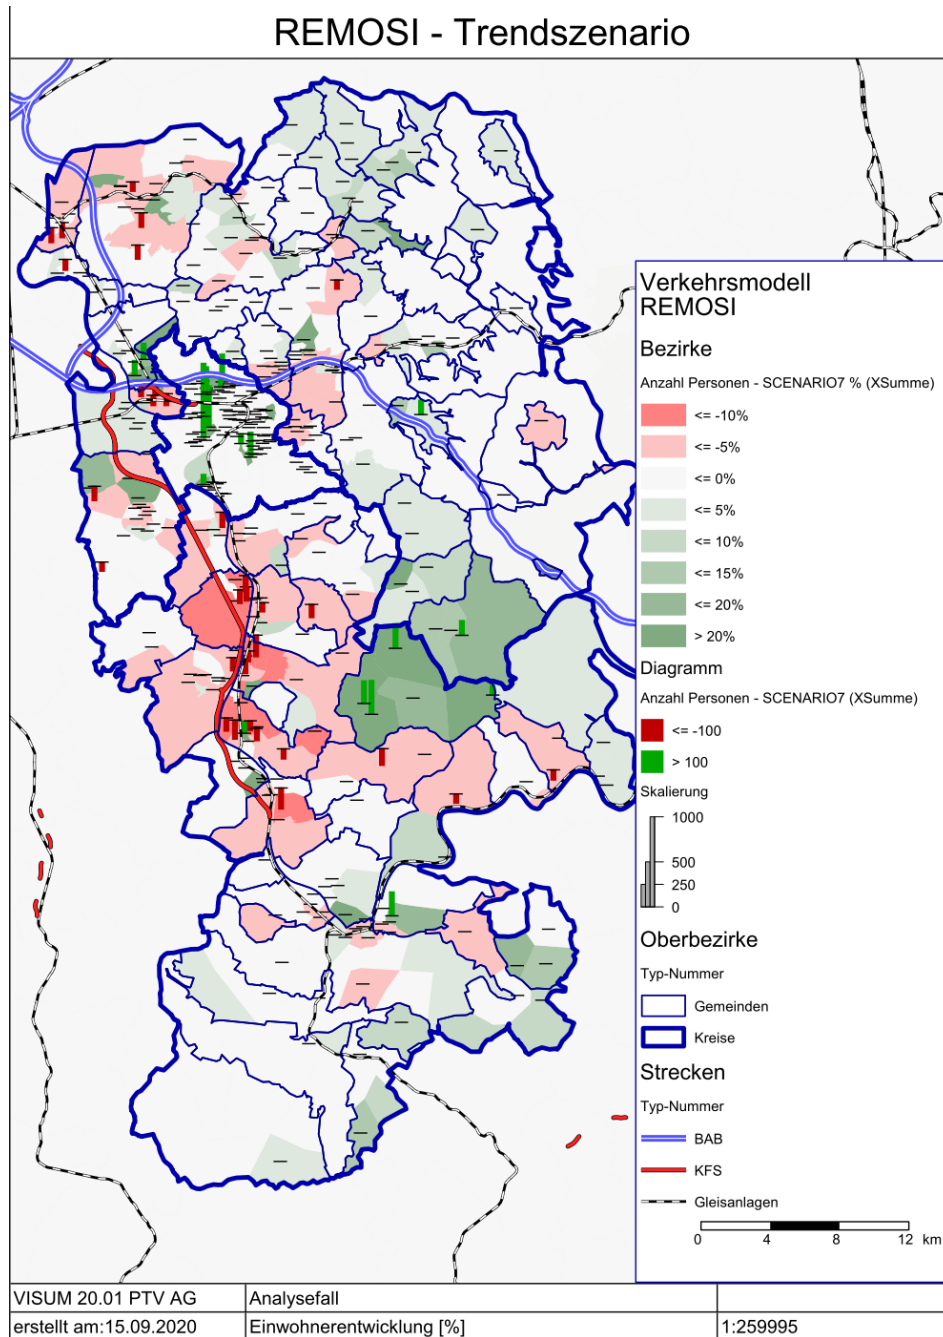 REMOSI - Trendszenario
Verkehrsmodell
REMOSI
Bezirke
Anzahl Personen - SCENARIO7 % (XSumme)
<= -10%
<= -5%
<= 0%
<= 5%
<= 10%
<= 15%
<= 20%
> 20%
Diagramm
Anzahl Personen - SCENARIO7 (XSumme)
<= -100
> 100
Skalierung
1000
500
250
0
Oberbezirke
Typ-Nummer
Gemeinden
Kreise
Strecken
Typ-Nummer
BAB
KFS
Gleisanlagen
0 4 8 12 km
VISUM 20.01 PTV AG Analysefall
erstellt am:15.09.2020 Einwohnerentwicklung [%] 1:259995